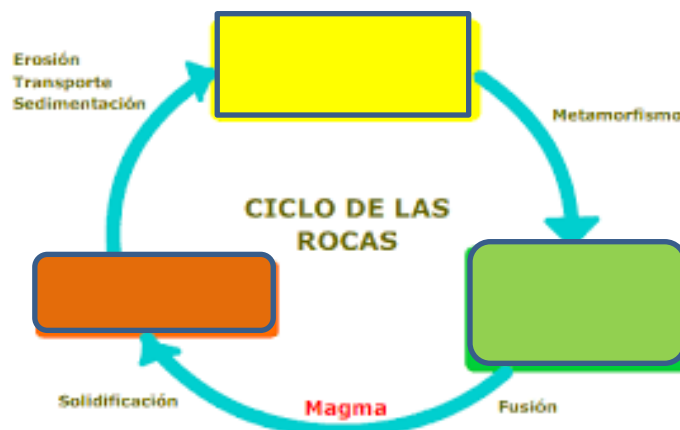 Erosión
Transporte
Sedimentación
Metamorfismo
CICLO DE LAS
ROCAS
Solidificación
Magma
Fusión